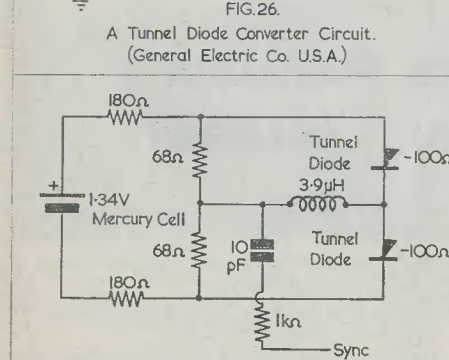 FIG.26.
A Tunnel Diode Converter Circuit.
(General Electric Co. U.S.A.)
180Ω
68Ω
Tunnel
Diode
-100Ω
3·9μH
+
1·34V
Mercury Cell
68Ω
10
pF
Tunnel
Diode
-100Ω
180Ω
1kΩ
Sync